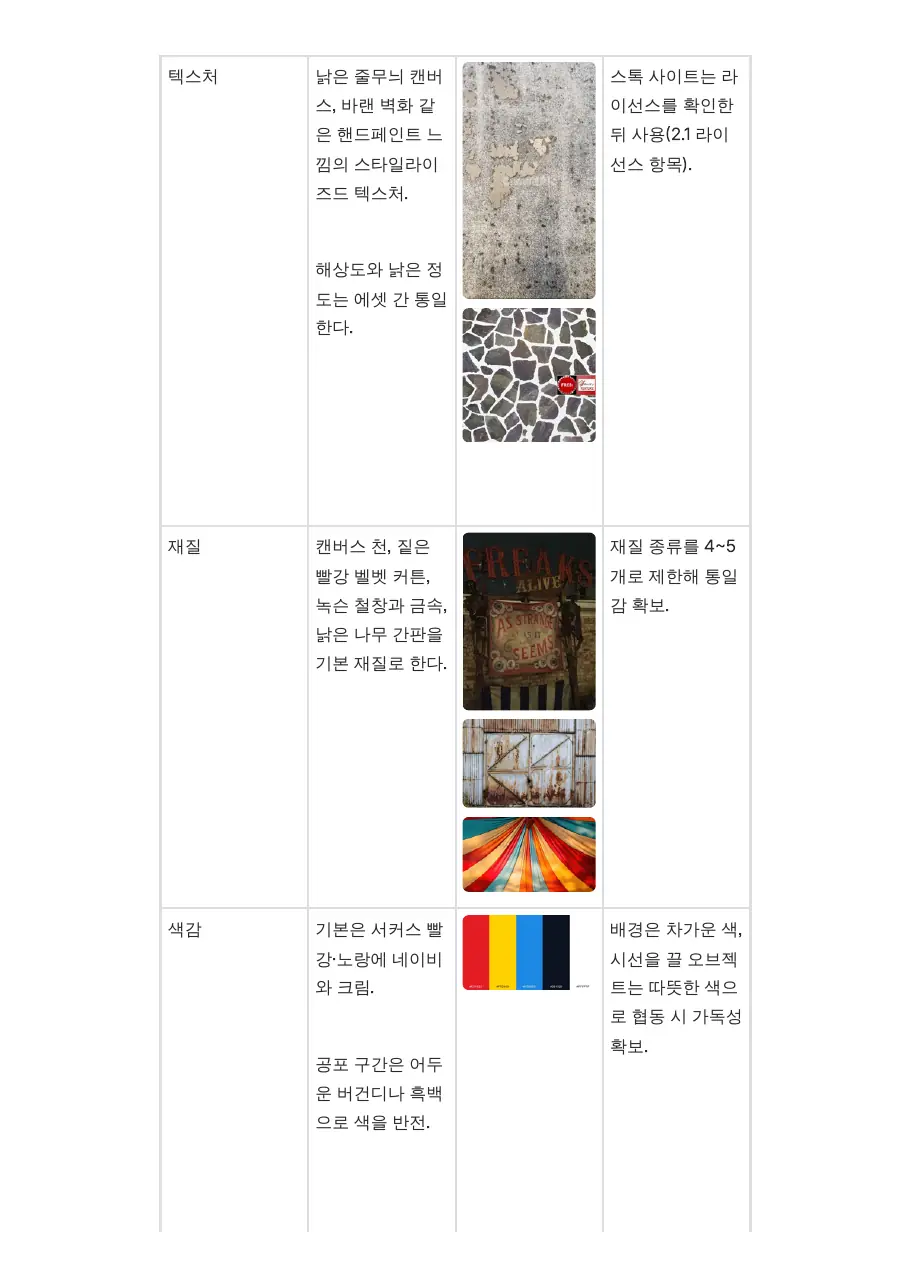 텍스처
낡은 줄무늬 캔버
스, 바랜 벽화 같
은 핸드페인트 느
낌의 스타일라이
즈드 텍스처.
해상도와 낡은 정
도는 에셋 간 통일
한다.
FREE
스톡 사이트는 라
이선스를 확인한
뒤 사용(2.1 라이
선스 항목).
재질
캔버스 천, 짙은
빨강 벨벳 커튼,
녹슨 철창과 금속,
낡은 나무 간판을
기본 재질로 한다.
FREAKS
ALIVE
AS STRANGE
AS IT
SEEMS
재질 종류를 4~5
개로 제한해 통일
감 확보.
색감
기본은 서커스 빨
강·노랑에 네이비
와 크림.
공포 구간은 어두
운 버건디나 흑백
으로 색을 반전.
배경은 차가운 색,
시선을 끌 오브젝
트는 따뜻한 색으
로 협동 시 가독성
확보.